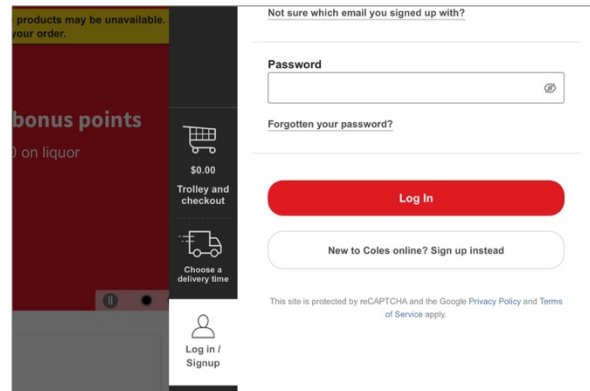 products may be unavailable.
your order.
bonus points
on liquor
$0.00
Trolley and
checkout
Choose a
delivery time
Log in /
Signup
Not sure which email you signed up with?
Password
Forgotten your password?
Log In
New to Coles online? Sign up instead
This site is protected by reCAPTCHA and the Google Privacy Policy and Terms
of Service apply.